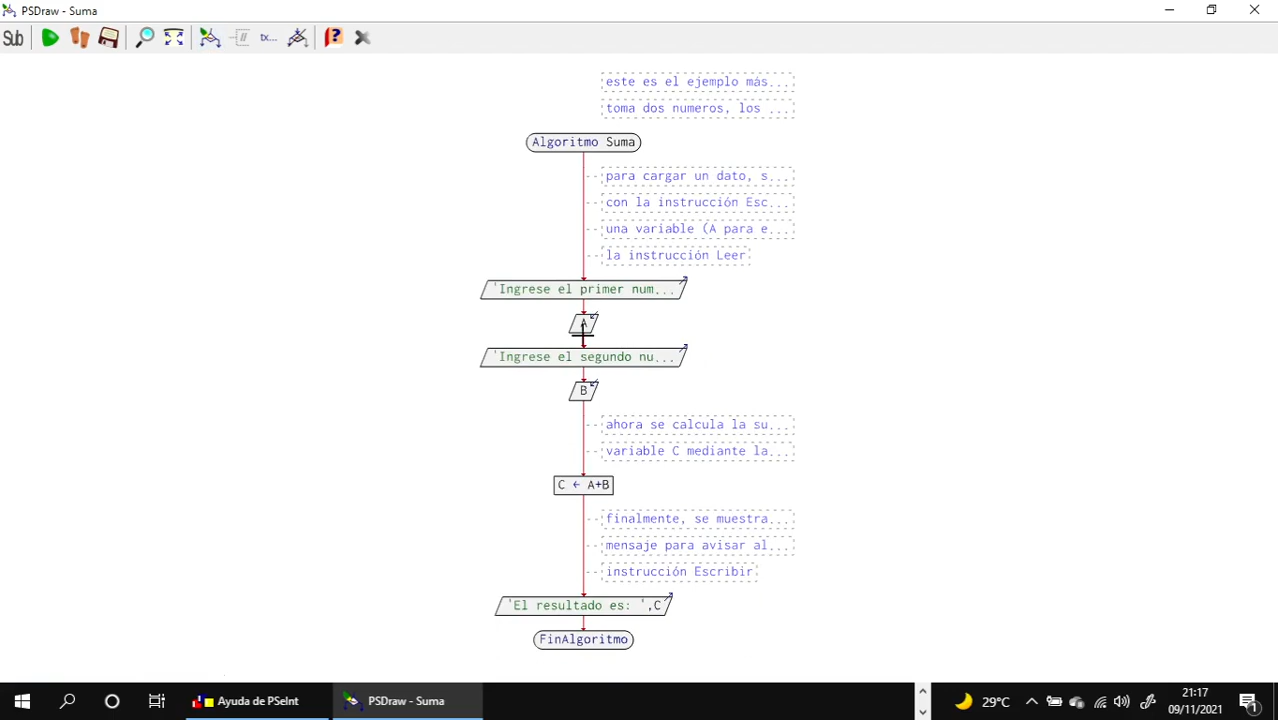 PSDraw - Suma
Sub
tx...
este es el ejemplo más...
toma dos numeros, los ...
Algoritmo Suma
para cargar un dato, s...
con la instrucción Esc...
una variable (A para e...
la instrucción Leer
'Ingrese el primer num...
A
'Ingrese el segundo nu...
B
ahora se calcula la su...
variable C mediante la...
C ← A+B
finalmente, se muestra...
mensaje para avisar al...
instrucción Escribir
'El resultado es: ',C
FinAlgoritmo
Ayuda de PSeInt
PSDraw - Suma
29°C
21:17
09/11/2021
1